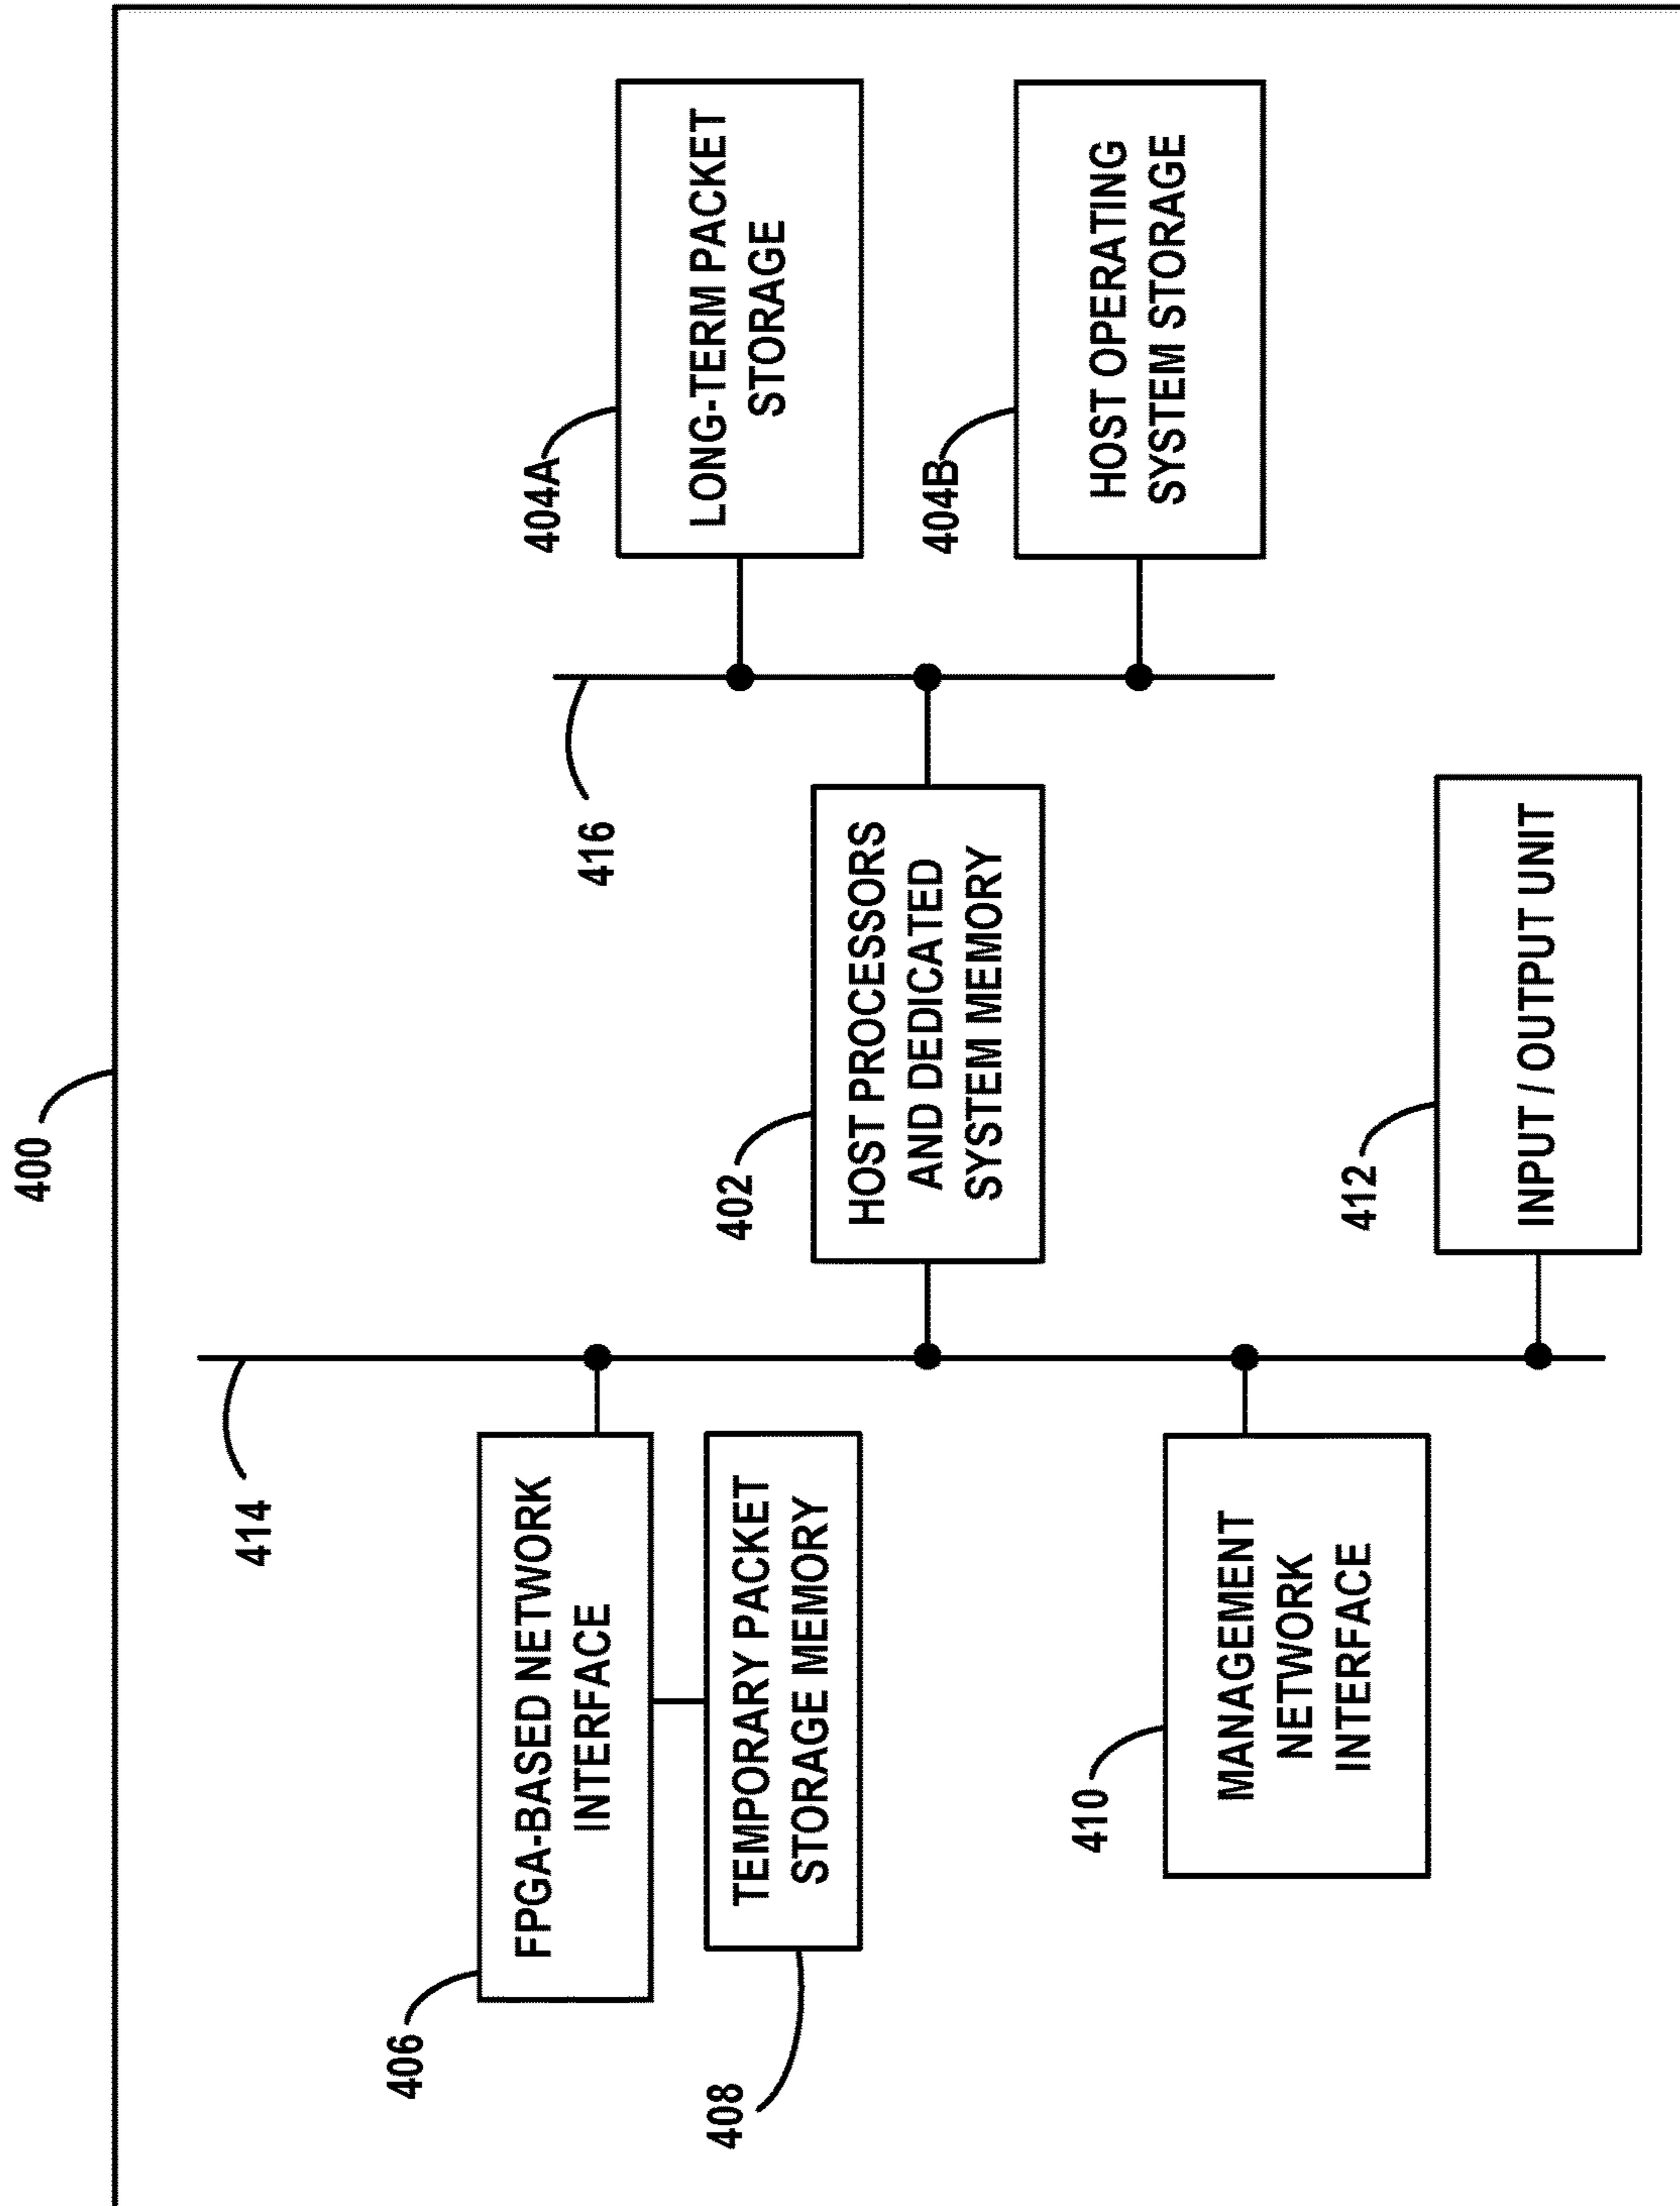 400
414
416
406
FPGA-BASED NETWORK
INTERFACE
404A
LONG-TERM PACKET
STORAGE
408
TEMPORARY PACKET
STORAGE MEMORY
402
HOST PROCESSORS
AND DEDICATED
SYSTEM MEMORY
404B
HOST OPERATING
SYSTEM STORAGE
410
MANAGEMENT
NETWORK
INTERFACE
412
INPUT / OUTPUT UNIT